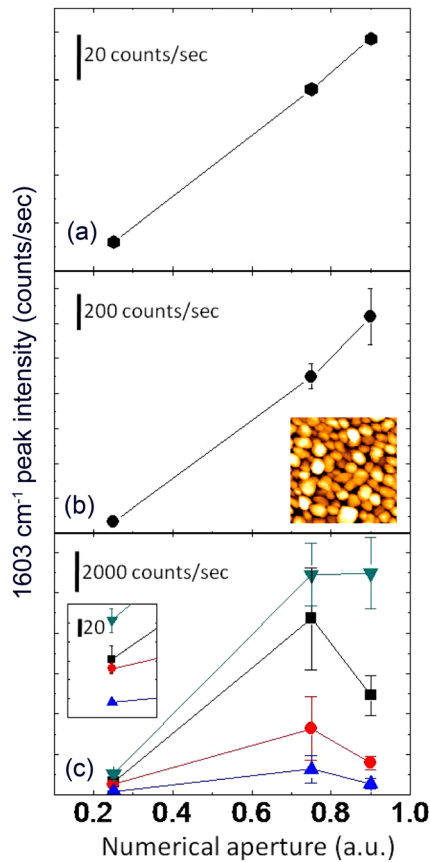 20 counts/sec
(a)
200 counts/sec
(b)
1603 cm-1 peak intensity (counts/sec)
2000 counts/sec
20
(c)
0.2 0.4 0.6 0.8 1.0
Numerical aperture (a.u.)